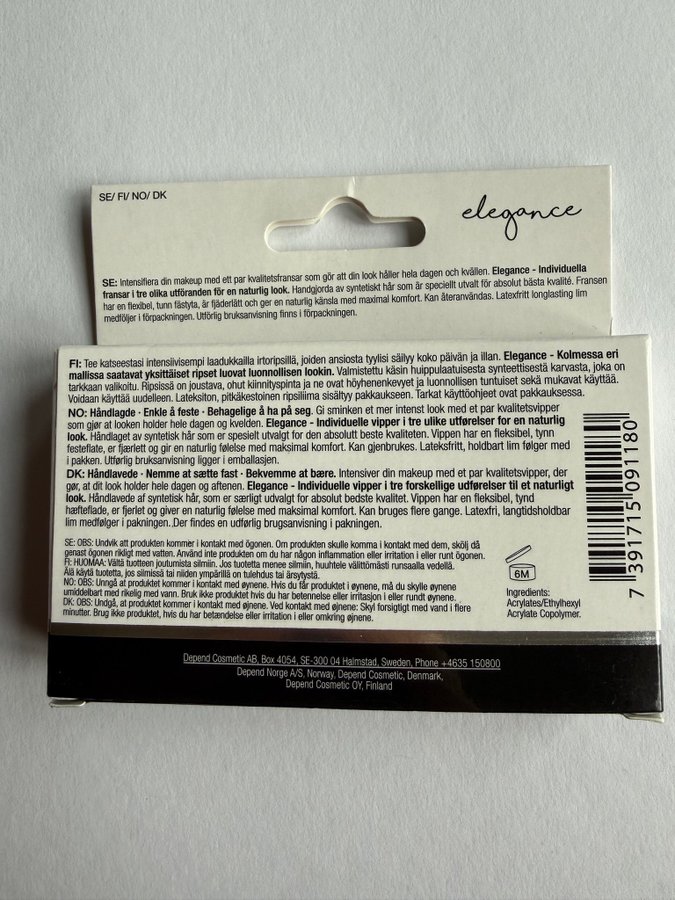 SE/ FI/ NO/ DK
elegance
SE: Intensifiera din makeup med ett par kvalitetsfransar som gör att din look håller hela dagen och kvällen. Elegance - Individuella
fransar i tre olika utföranden för en naturlig look. Handgjorda av syntetiskt hår som är speciellt utvalt för absolut bästa kvalité. Fransen
har en flexibel, tunn fästyta, är fjäderlätt och ger en naturlig känsla med maximal komfort. Kan återanvändas. Latexfritt longlasting lim
medföljer i förpackningen. Utförlig bruksanvisning finns i förpackningen.
FI: Tee katseestasi intensiivisempi laadukkailla irtoripsillä, joiden ansiosta tyylisi säilyy koko päivän ja illan. Elegance - Kolmessa eri
mallissa saatavat yksittäiset ripset luovat luonnollisen lookin. Valmistettu käsin huippulaatuisesta synteettisestä karvasta, joka on
tarkkaan valikoitu. Ripsissä on joustava, ohut kiinnityspinta ja ne ovat höyhenenkevyet ja luonnollisen tuntuiset sekä mukavat käyttää.
Voidaan käyttää uudelleen. Lateksiton, pitkäkestoinen ripsiliima sisältyy pakkaukseen. Tarkat käyttöohjeet ovat pakkauksessa.
NO: Håndlagde · Enkle å feste · Behagelige å ha på seg. Gi sminken et mer intenst look med et par kvalitetsvipper
som gjør at looken holder hele dagen og kvelden. Elegance - Individuelle vipper i tre ulike utførelser for en naturlig
look. Håndlaget av syntetisk hår som er spesielt utvalgt for den absolutt beste kvaliteten. Vippen har en fleksibel, tynn
festeflate, er fjærlett og gir en naturlig følelse med maksimal komfort. Kan gjenbrukes. Lateksfritt, holdbart lim følger med
i pakken. Utførlig bruksanvisning ligger i emballasjen.
DK: Håndlavede · Nemme at sætte fast · Bekvemme at bære. Intensiver din makeup med et par kvalitetsvipper, der
gør, at dit look holder hele dagen og aftenen. Elegance - Individuelle vipper i tre forskellige udførelser til et naturligt
look. Håndlavede af syntetisk hår, som er særligt udvalgt for absolut bedste kvalitet. Vippen har en fleksibel, tynd
hæfteflade, er fjerlet og giver en naturlig følelse med maksimal komfort. Kan bruges flere gange. Latexfri, langtidsholdbar
lim medfølger i pakningen..Der findes en udførlig brugsanvisning i pakningen.
SE: OBS: Undvik att produkten kommer i kontakt med ögonen. Om produkten skulle komma i kontakt med dem, skölj då
genast ögonen rikligt med vatten. Använd inte produkten om du har någon inflammation eller irritation i eller runt ögonen.
FI: HUOMAA: Vältä tuotteen joutumista silmiin. Jos tuotetta menee silmiin, huuhtele välittömästi runsaalla vedellä.
Älä käytä tuotetta, jos silmissä tai niiden ympärillä on tulehdus tai ärsytystä.
NO: OBS: Unngå at produktet kommer i kontakt med øynene. Hvis du får produktet i øynene, må du skylle øynene
umiddelbart med rikelig med vann. Bruk ikke produktet hvis du har betennelse eller irritasjon i eller rundt øynene.
DK: OBS: Undgå, at produktet kommer i kontakt med øjnene. Ved kontakt med øjnene: Skyl forsigtigt med vand i flere
minutter. Brug ikke produktet, hvis du har betændelse eller irritation i eller omkring øjnene.
6M
Ingredients:
Acrylates/Ethylhexyl
Acrylate Copolymer.
7 391715 091180
Depend Cosmetic AB, Box 4054, SE-300 04 Halmstad, Sweden, Phone +4635 150800
Depend Norge A/S, Norway, Depend Cosmetic, Denmark,
Depend Cosmetic OY, Finland